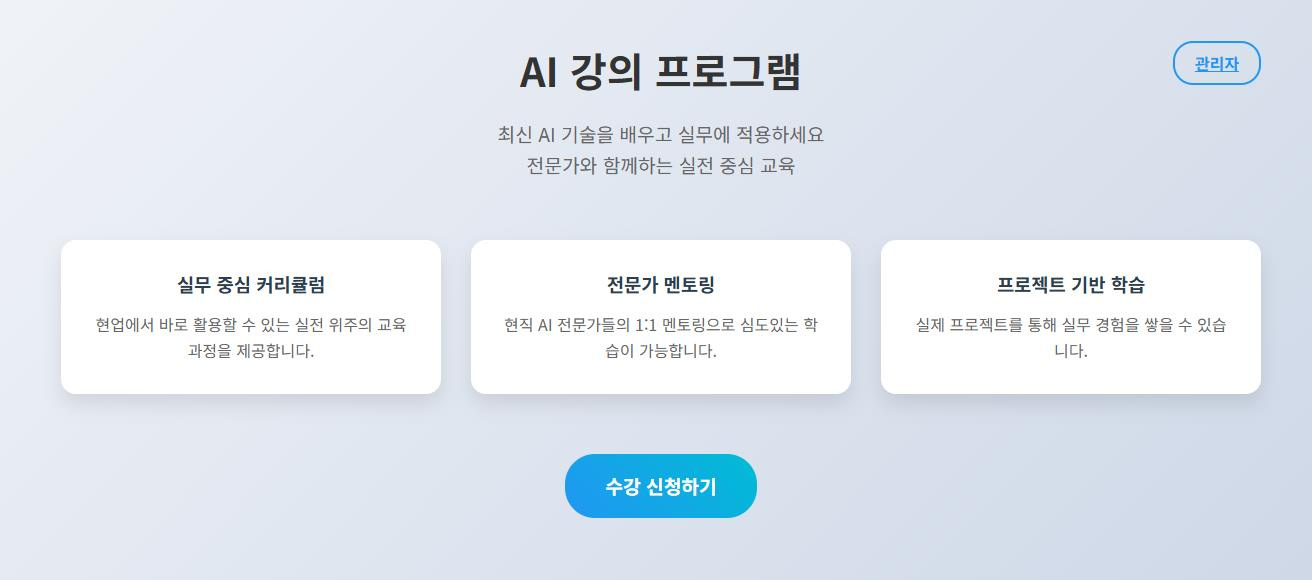 AI 강의 프로그램
관리자
최신 AI 기술을 배우고 실무에 적용하세요
전문가와 함께하는 실전 중심 교육
실무 중심 커리큘럼
현업에서 바로 활용할 수 있는 실전 위주의 교육
과정을 제공합니다.
전문가 멘토링
현직 AI 전문가들의 1:1 멘토링으로 심도있는 학
습이 가능합니다.
프로젝트 기반 학습
실제 프로젝트를 통해 실무 경험을 쌓을 수 있습
니다.
수강 신청하기